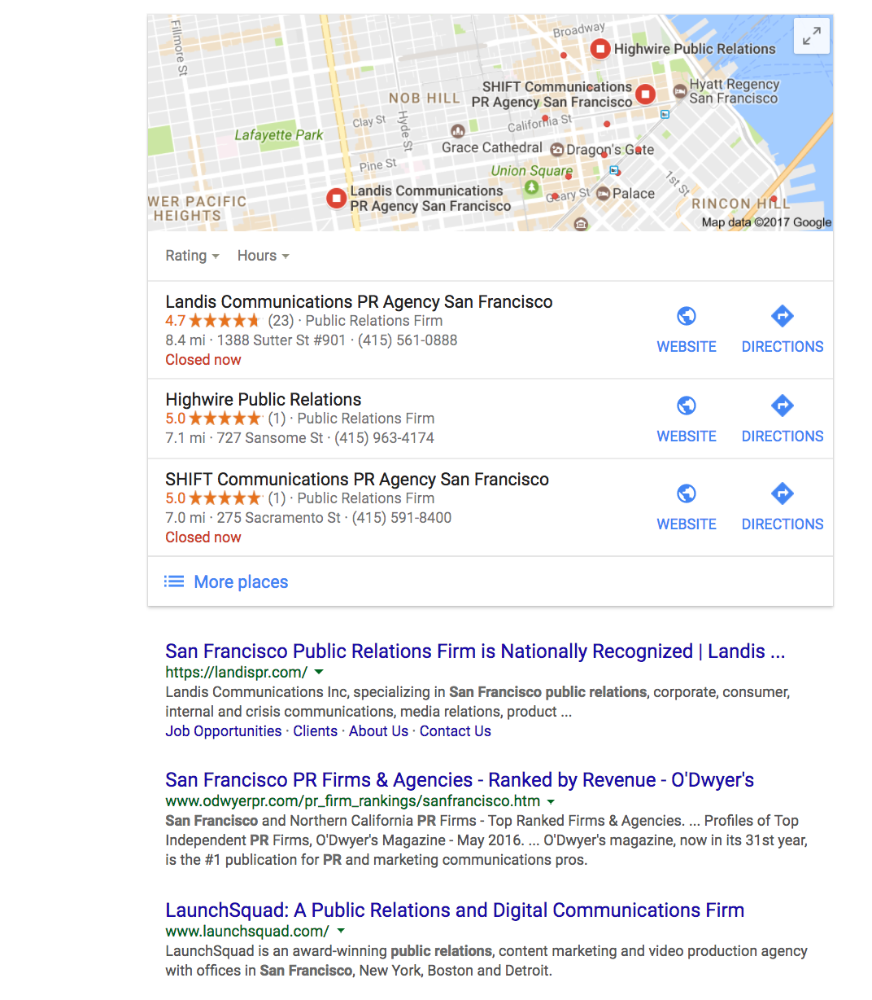 Fillmore St
Broadway
Highwire Public Relations
SHIFT Communications
PR Agency San Francisco
Hyatt Regency
San Francisco
NOB HILL
Clay St
Hyde St
California St
Lafayette Park
Grace Cathedral
Dragon's Gate
Pine St
Union Square
1st St
Landis Communications
PR Agency San Francisco
Geary St
Palace
WER PACIFIC
HEIGHTS
RINCON HILL
Map data ©2017 Google
Rating Hours
Landis Communications PR Agency San Francisco
4.7 (23) · Public Relations Firm
8.4 mi · 1388 Sutter St #901 · (415) 561-0888
Closed now
WEBSITE DIRECTIONS
Highwire Public Relations
5.0 (1) · Public Relations Firm
7.1 mi · 727 Sansome St · (415) 963-4174
WEBSITE DIRECTIONS
SHIFT Communications PR Agency San Francisco
5.0 (1) · Public Relations Firm
7.0 mi · 275 Sacramento St · (415) 591-8400
Closed now
WEBSITE DIRECTIONS
More places
San Francisco Public Relations Firm is Nationally Recognized | Landis ...
https://landispr.com/
Landis Communications Inc, specializing in San Francisco public relations, corporate, consumer,
internal and crisis communications, media relations, product ...
Job Opportunities · Clients · About Us · Contact Us
San Francisco PR Firms & Agencies - Ranked by Revenue - O'Dwyer's
www.odwyerpr.com/pr_firm_rankings/sanfrancisco.htm
San Francisco and Northern California PR Firms - Top Ranked Firms & Agencies. ... Profiles of Top
Independent PR Firms, O'Dwyer's Magazine - May 2016. ... O'Dwyer's magazine, now in its 31st year,
is the #1 publication for PR and marketing communications pros.
LaunchSquad: A Public Relations and Digital Communications Firm
www.launchsquad.com/
LaunchSquad is an award-winning public relations, content marketing and video production agency
with offices in San Francisco, New York, Boston and Detroit.